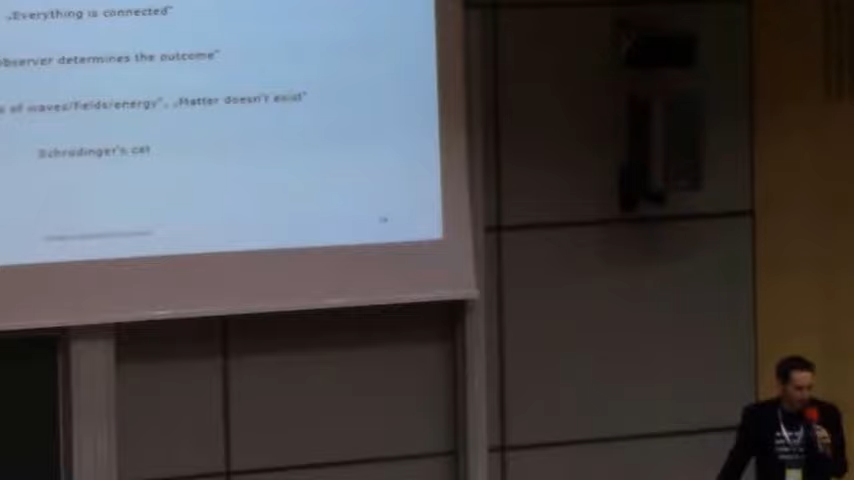 „Everything is connected“
observer determines the outcome“
of waves/fields/energy“, „Matter doesn't exist“
Schrödinger's cat